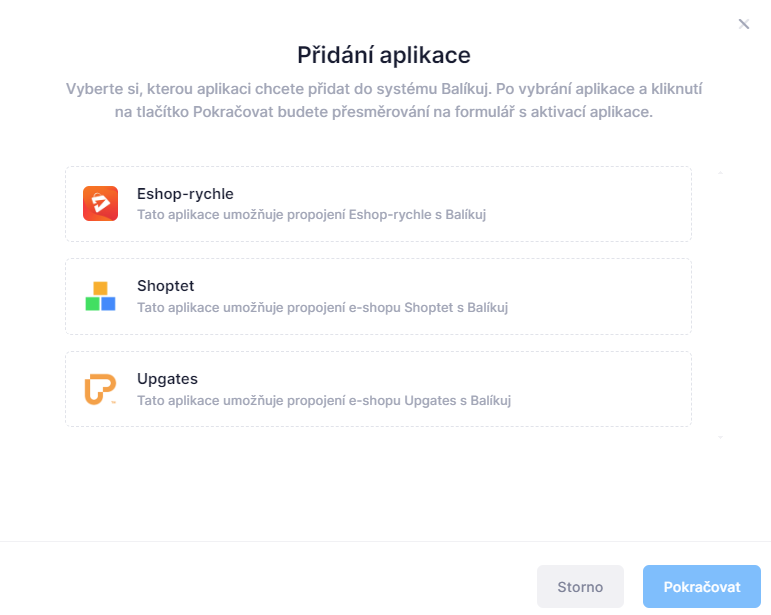 Přidání aplikace
Vyberte si, kterou aplikaci chcete přidat do systému Balíkuj. Po vybrání aplikace a kliknutí
na tlačítko Pokračovat budete přesměrování na formulář s aktivací aplikace.
Eshop-rychle
Tato aplikace umožňuje propojení Eshop-rychle s Balíkuj
Shoptet
Tato aplikace umožňuje propojení e-shopu Shoptet s Balíkuj
Upgates
Tato aplikace umožňuje propojení e-shopu Upgates s Balíkuj
Storno
Pokračovat